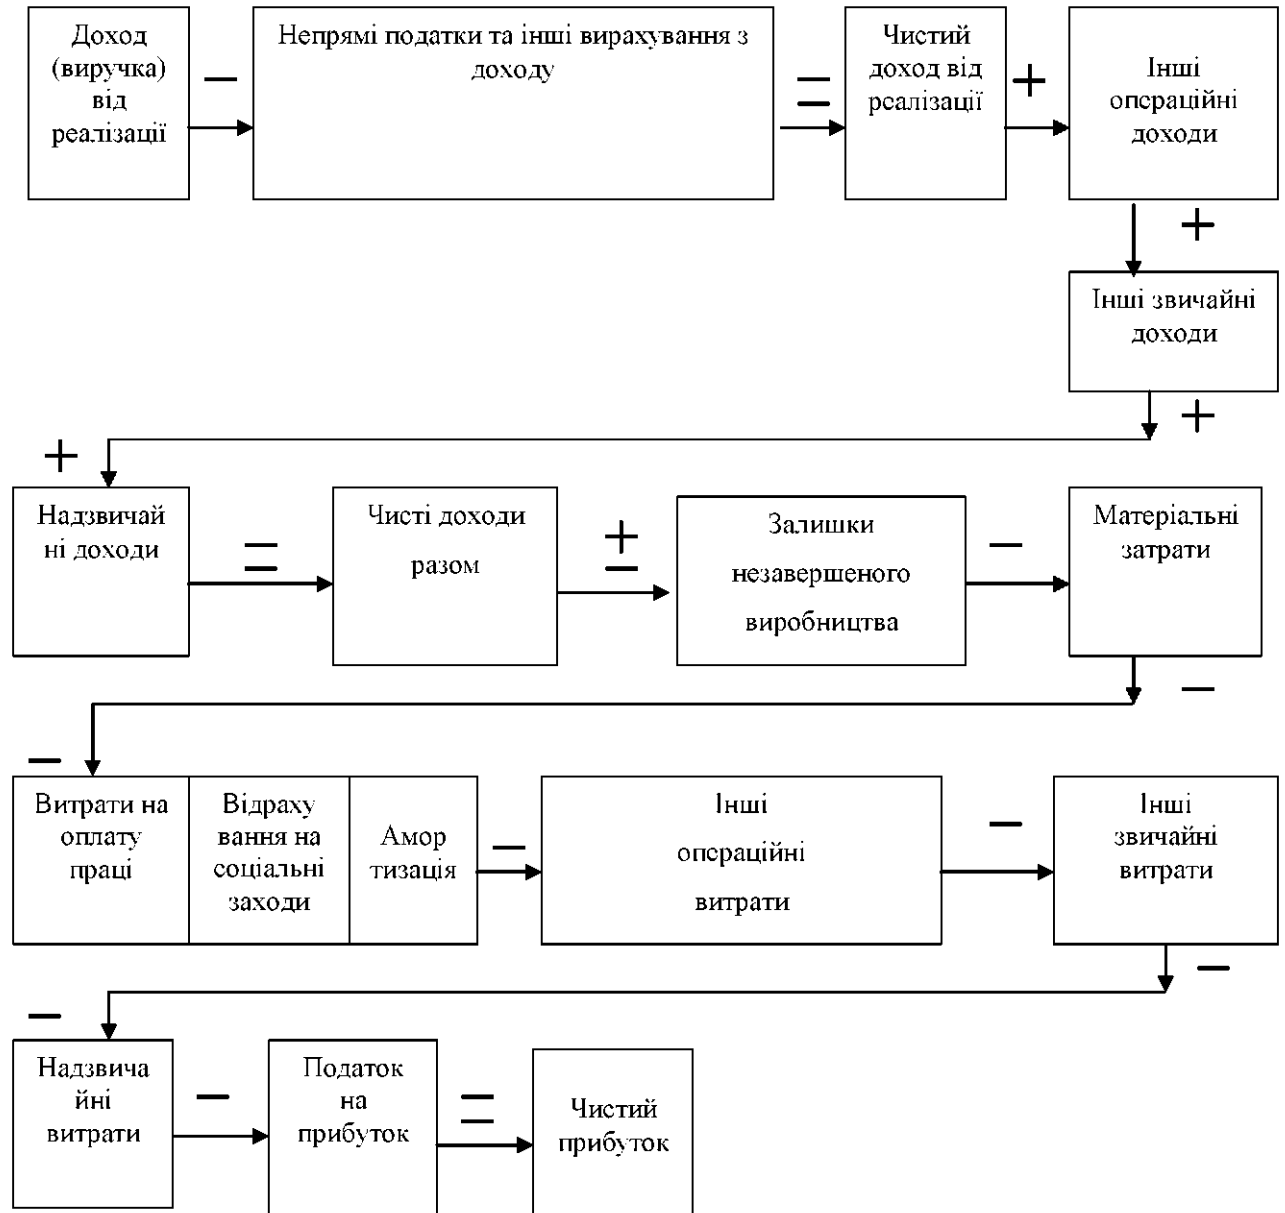 Доход
(виручка)
від
реалізації
−
Непрямі податки та інші вирахування з
доходу
=
Чистий
доход від
реалізації
+
Інші
операційні
доходи
+
Інші звичайні
доходи
+
+
Надзвичай
ні доходи
=
Чисті доходи
разом
±
Залишки
незавершеного
виробництва
−
Матеріальні
затрати
−
−
Витрати на
оплату
праці
Відраху
вання на
соціальні
заходи
Амор
тизація
−
Інші
операційні
витрати
−
Інші
звичайні
витрати
−
−
Надзвича
йні
витрати
−
Податок
на
прибуток
=
Чистий
прибуток